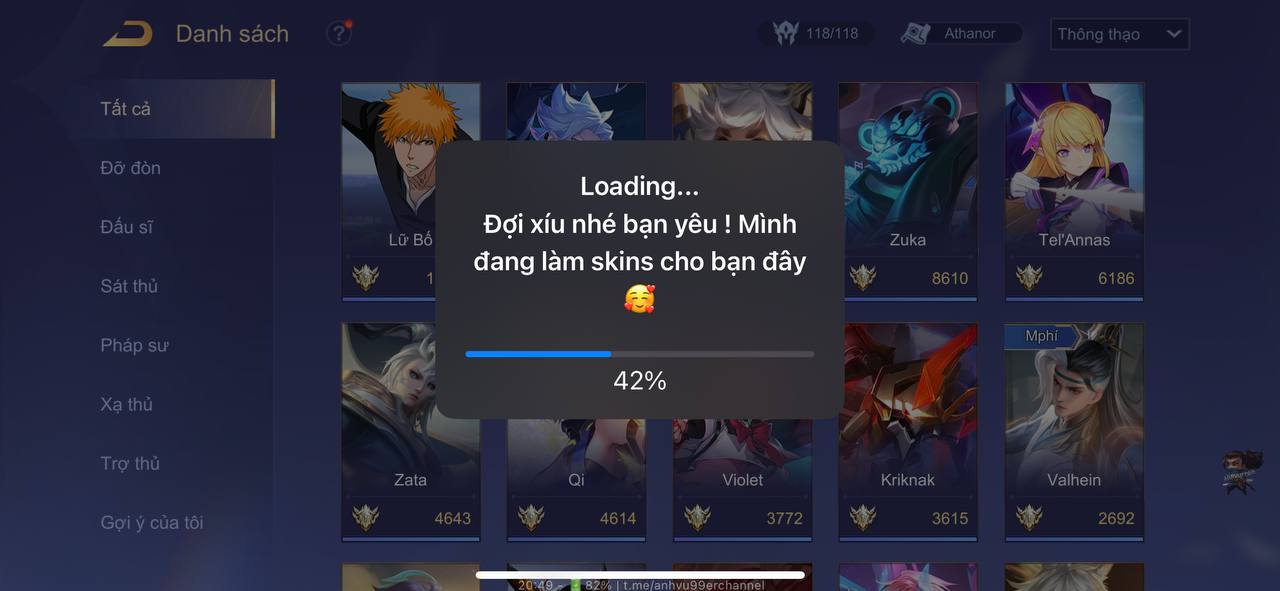 Danh sách
?
118/118
Athanor
Thông thạo
Tất cả
Đỡ đòn
Đấu sĩ
Sát thủ
Pháp sư
Xạ thủ
Trợ thủ
Gợi ý của tôi
Loading...
Đợi xíu nhé bạn yêu ! Mình
đang làm skins cho bạn đây
🥰
42%
Lữ Bố
Zuka
Tel'Annas
1
8610
6186
Mphí
Zata
Qi
Violet
Kriknak
Valhein
4643
4614
3772
3615
2692
20:49 - 🔋 82% | t.me/anhvu99erchannel